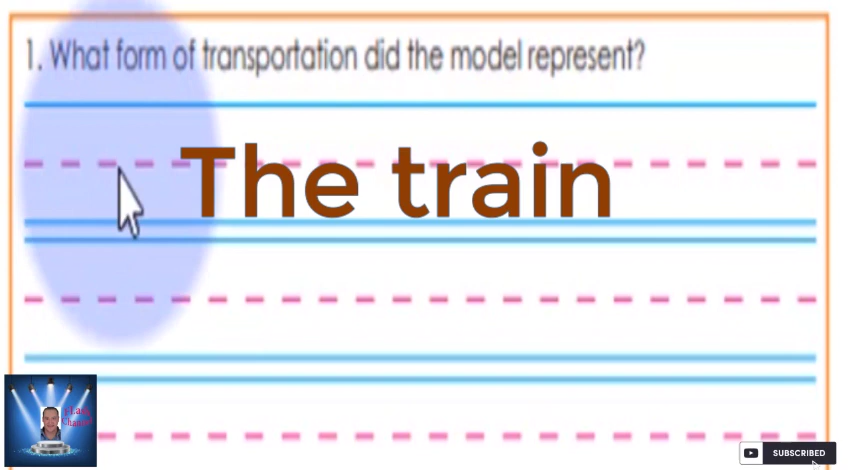 1. What form of transportation did the model represent?
The train
SUBSCRIBED